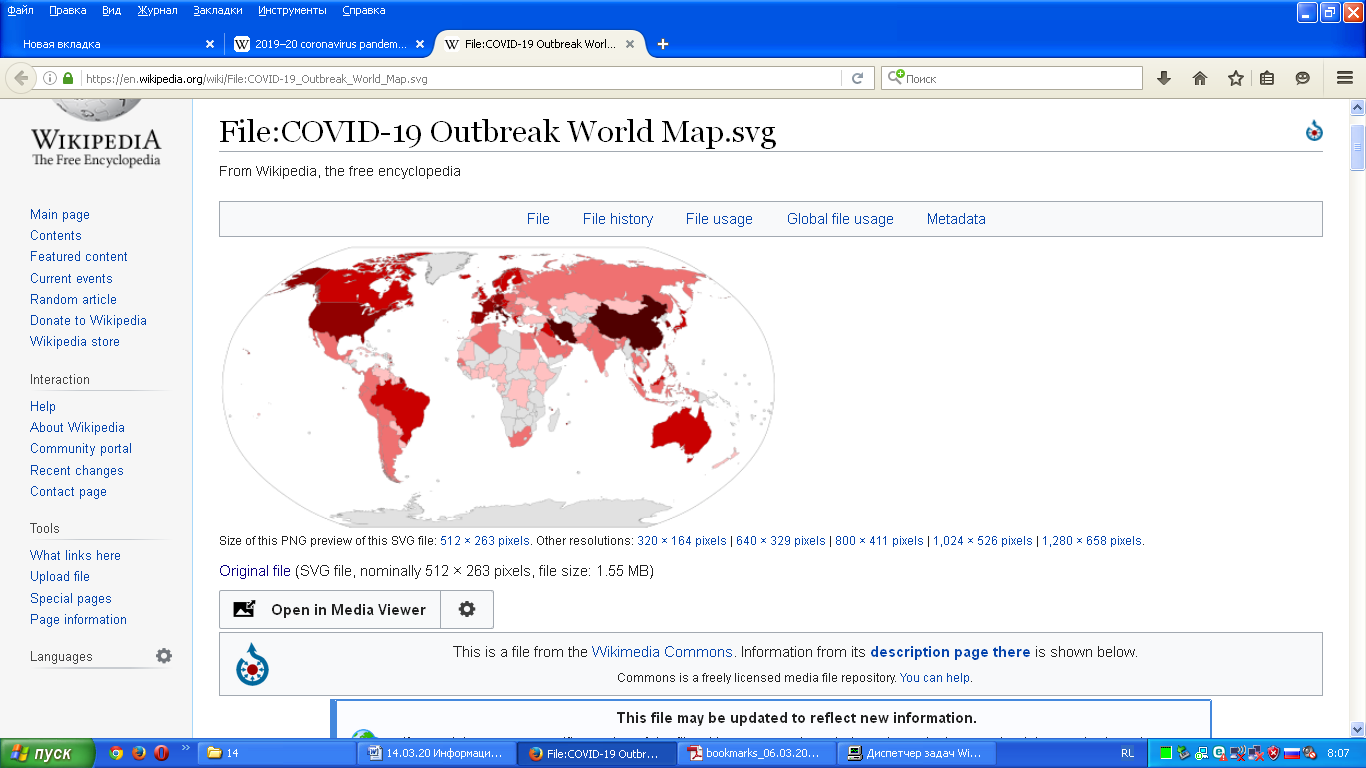 Файл Правка Вид Журнал Закладки Инструменты Справка
Новая вкладка
2019–20 coronavirus pandem...
File:COVID-19 Outbreak Worl...
https://en.wikipedia.org/wiki/File:COVID-19_Outbreak_World_Map.svg
Поиск
WIKIPEDIA
The Free Encyclopedia
Main page
Contents
Featured content
Current events
Random article
Donate to Wikipedia
Wikipedia store
Interaction
Help
About Wikipedia
Community portal
Recent changes
Contact page
Tools
What links here
Upload file
Special pages
Page information
Languages
File:COVID-19 Outbreak World Map.svg
From Wikipedia, the free encyclopedia
File File history File usage Global file usage Metadata
Size of this PNG preview of this SVG file: 512 × 263 pixels. Other resolutions: 320 × 164 pixels | 640 × 329 pixels | 800 × 411 pixels | 1,024 × 526 pixels | 1,280 × 658 pixels.
Original file (SVG file, nominally 512 × 263 pixels, file size: 1.55 MB)
Open in Media Viewer
This is a file from the Wikimedia Commons. Information from its description page there is shown below.
Commons is a freely licensed media file repository. You can help.
This file may be updated to reflect new information.
пуск
14
14.03.20 Информаци...
File:COVID-19 Outbr...
bookmarks_06.03.20...
Диспетчер задач Wi...
RL
8:07